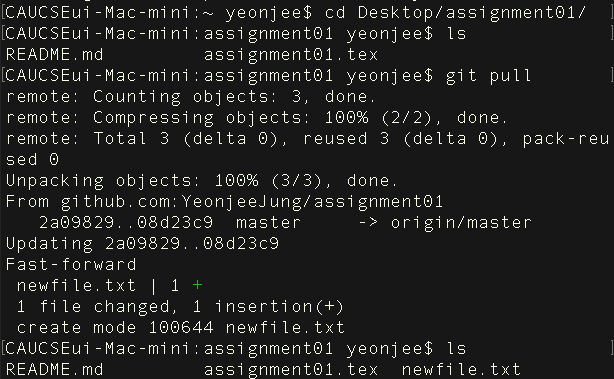 [CAUCSEui-Mac-mini:~ yeonjee$ cd Desktop/assignment01/ ]
[CAUCSEui-Mac-mini:assignment01 yeonjee$ ls ]
README.md assignment01.tex
[CAUCSEui-Mac-mini:assignment01 yeonjee$ git pull ]
remote: Counting objects: 3, done.
remote: Compressing objects: 100% (2/2), done.
remote: Total 3 (delta 0), reused 3 (delta 0), pack-reu
sed 0
Unpacking objects: 100% (3/3), done.
From github.com:YeonjeeJung/assignment01
2a09829..08d23c9 master -> origin/master
Updating 2a09829..08d23c9
Fast-forward
newfile.txt | 1 +
1 file changed, 1 insertion(+)
create mode 100644 newfile.txt
[CAUCSEui-Mac-mini:assignment01 yeonjee$ ls ]
README.md assignment01.tex newfile.txt